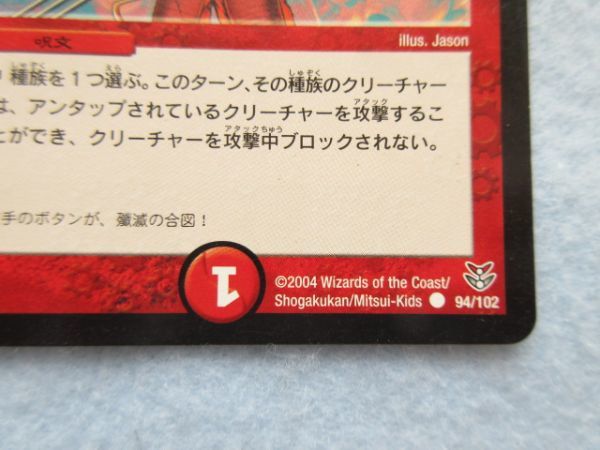 illus. Jason
呪文
種族を1つ選ぶ。このターン、その種族のクリーチャー
は、アンタップされているクリーチャーを攻撃するこ
とができ、クリーチャーを攻撃中ブロックされない。
手のボタンが、殲滅の合図！
1
©2004 Wizards of the Coast/
Shogakukan/Mitsui-Kids
94/102